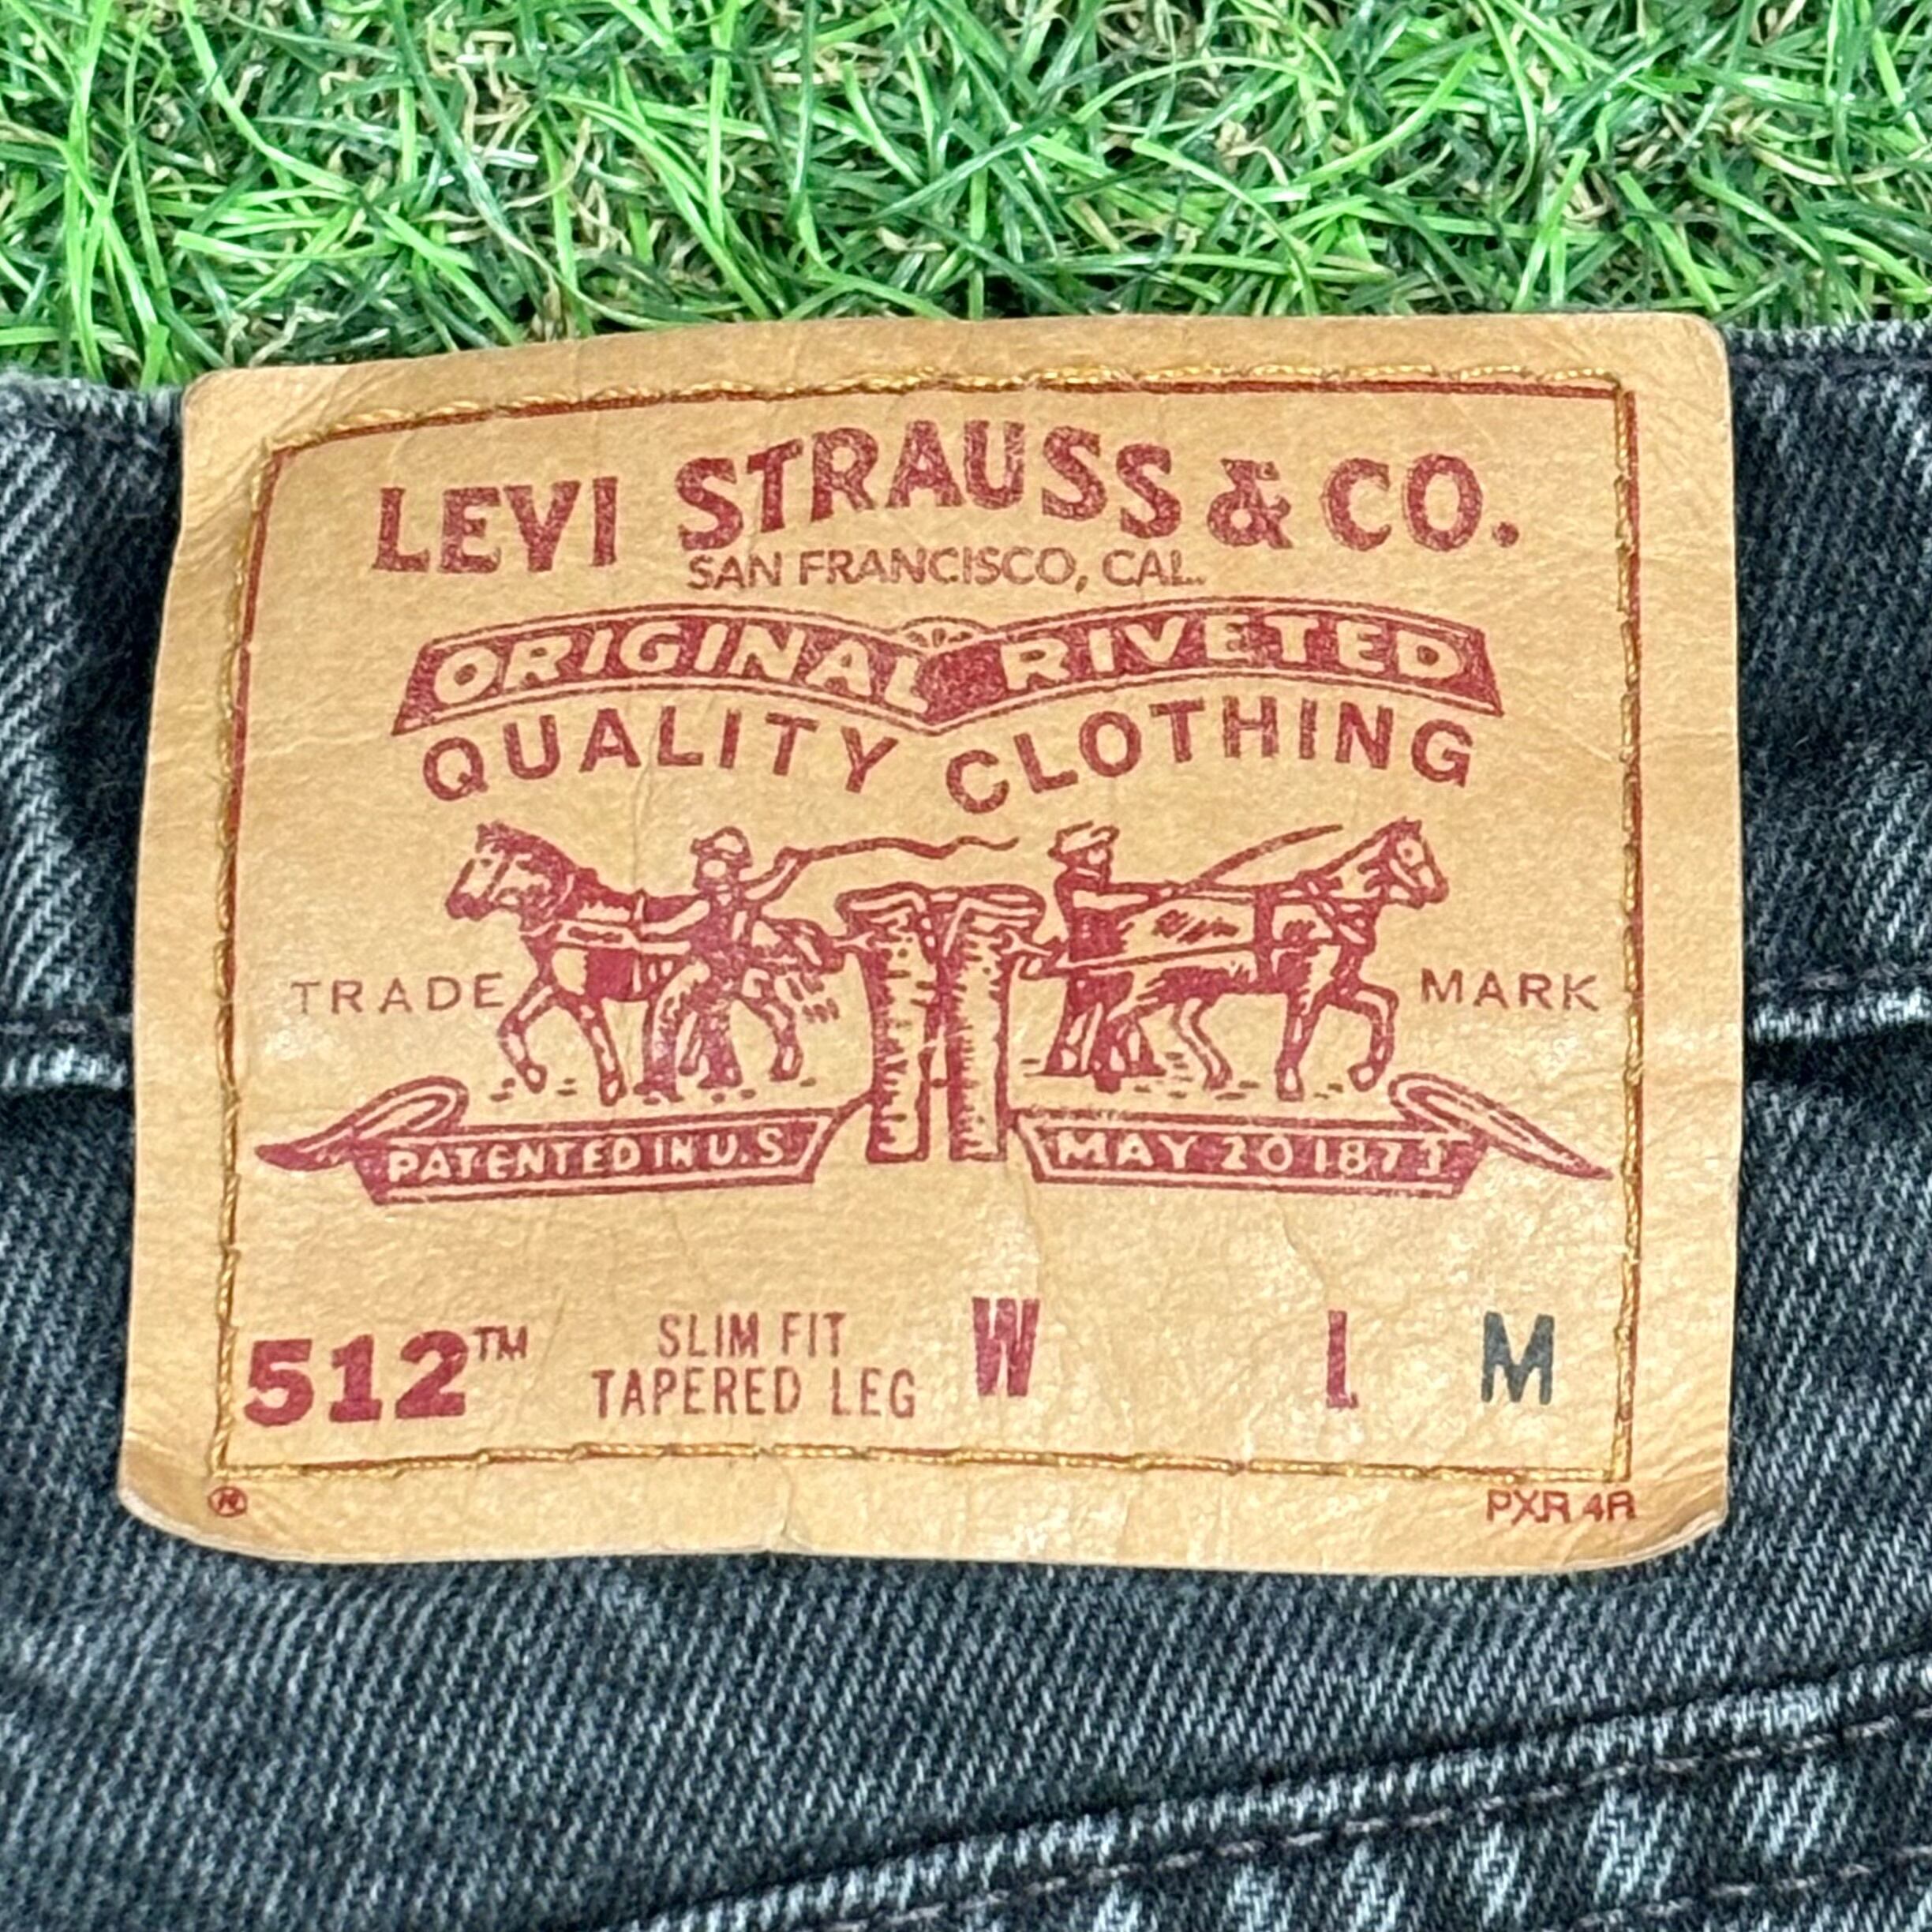 LEVI STRAUSS & CO.
SAN FRANCISCO, CAL.
ORIGINAL RIVETED
QUALITY CLOTHING
TRADE MARK
PATENTED IN U.S MAY 20 1873
512™ SLIM FIT TAPERED LEG W L M
® PXR 4R